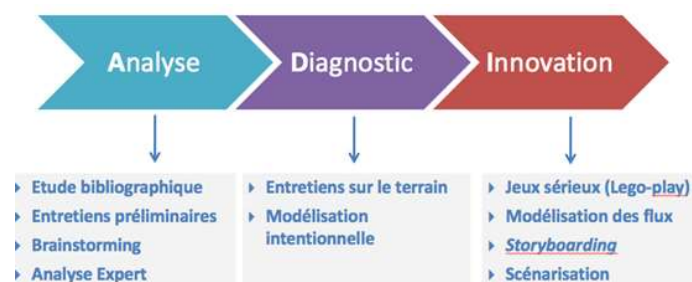 Analyse
Diagnostic
Innovation
Etude bibliographique
Entretiens préliminaires
Brainstorming
Analyse Expert
Entretiens sur le terrain
Modélisation
intentionnelle
Jeux sérieux (Lego-play)
Modélisation des flux
Storyboarding
Scénarisation